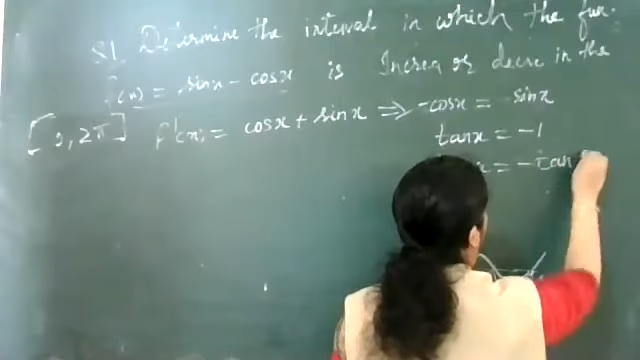 S1 Determine the interval in which the fun.
f(x) = sinx - cosx is Increa or decre in the
[0, 2π] f'(x) = cosx + sinx ⇒ -cosx = sinx
tanx = -1
x = -tan